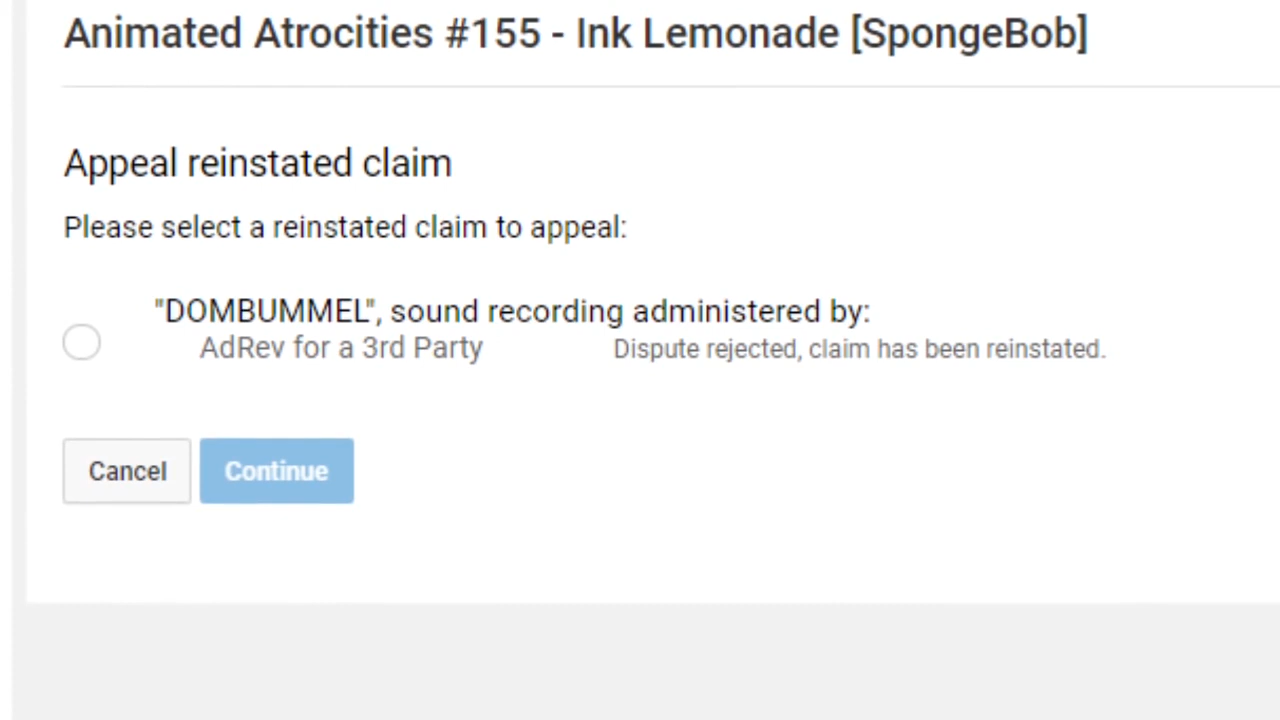 Animated Atrocities #155 - Ink Lemonade [SpongeBob]
Appeal reinstated claim
Please select a reinstated claim to appeal:
"DOMBUMMEL", sound recording administered by:
AdRev for a 3rd Party Dispute rejected, claim has been reinstated.
Cancel Continue